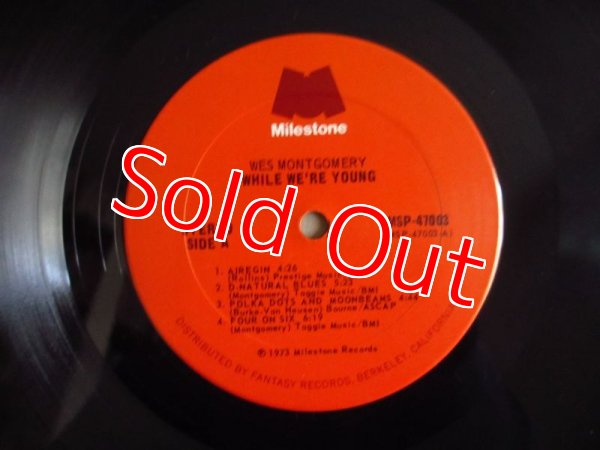 Milestone
WES MONTGOMERY
WHILE WE'RE YOUNG
MSP-47003
SIDE A
1. AIREGIN 4:26
(Rollins) Prestige Music
2. D-NATURAL BLUES 5:23
(Montgomery) Taggie Music/BMI
3. POLKA DOTS AND MOONBEAMS 4:44
(Burke-Van Heusen) Bourne/ASCAP
4. FOUR ON SIX 6:19
(Montgomery) Taggie Music/BMI
℗ 1973 Milestone Records
DISTRIBUTED BY FANTASY RECORDS, BERKELEY, CALIFORNIA
Sold Out